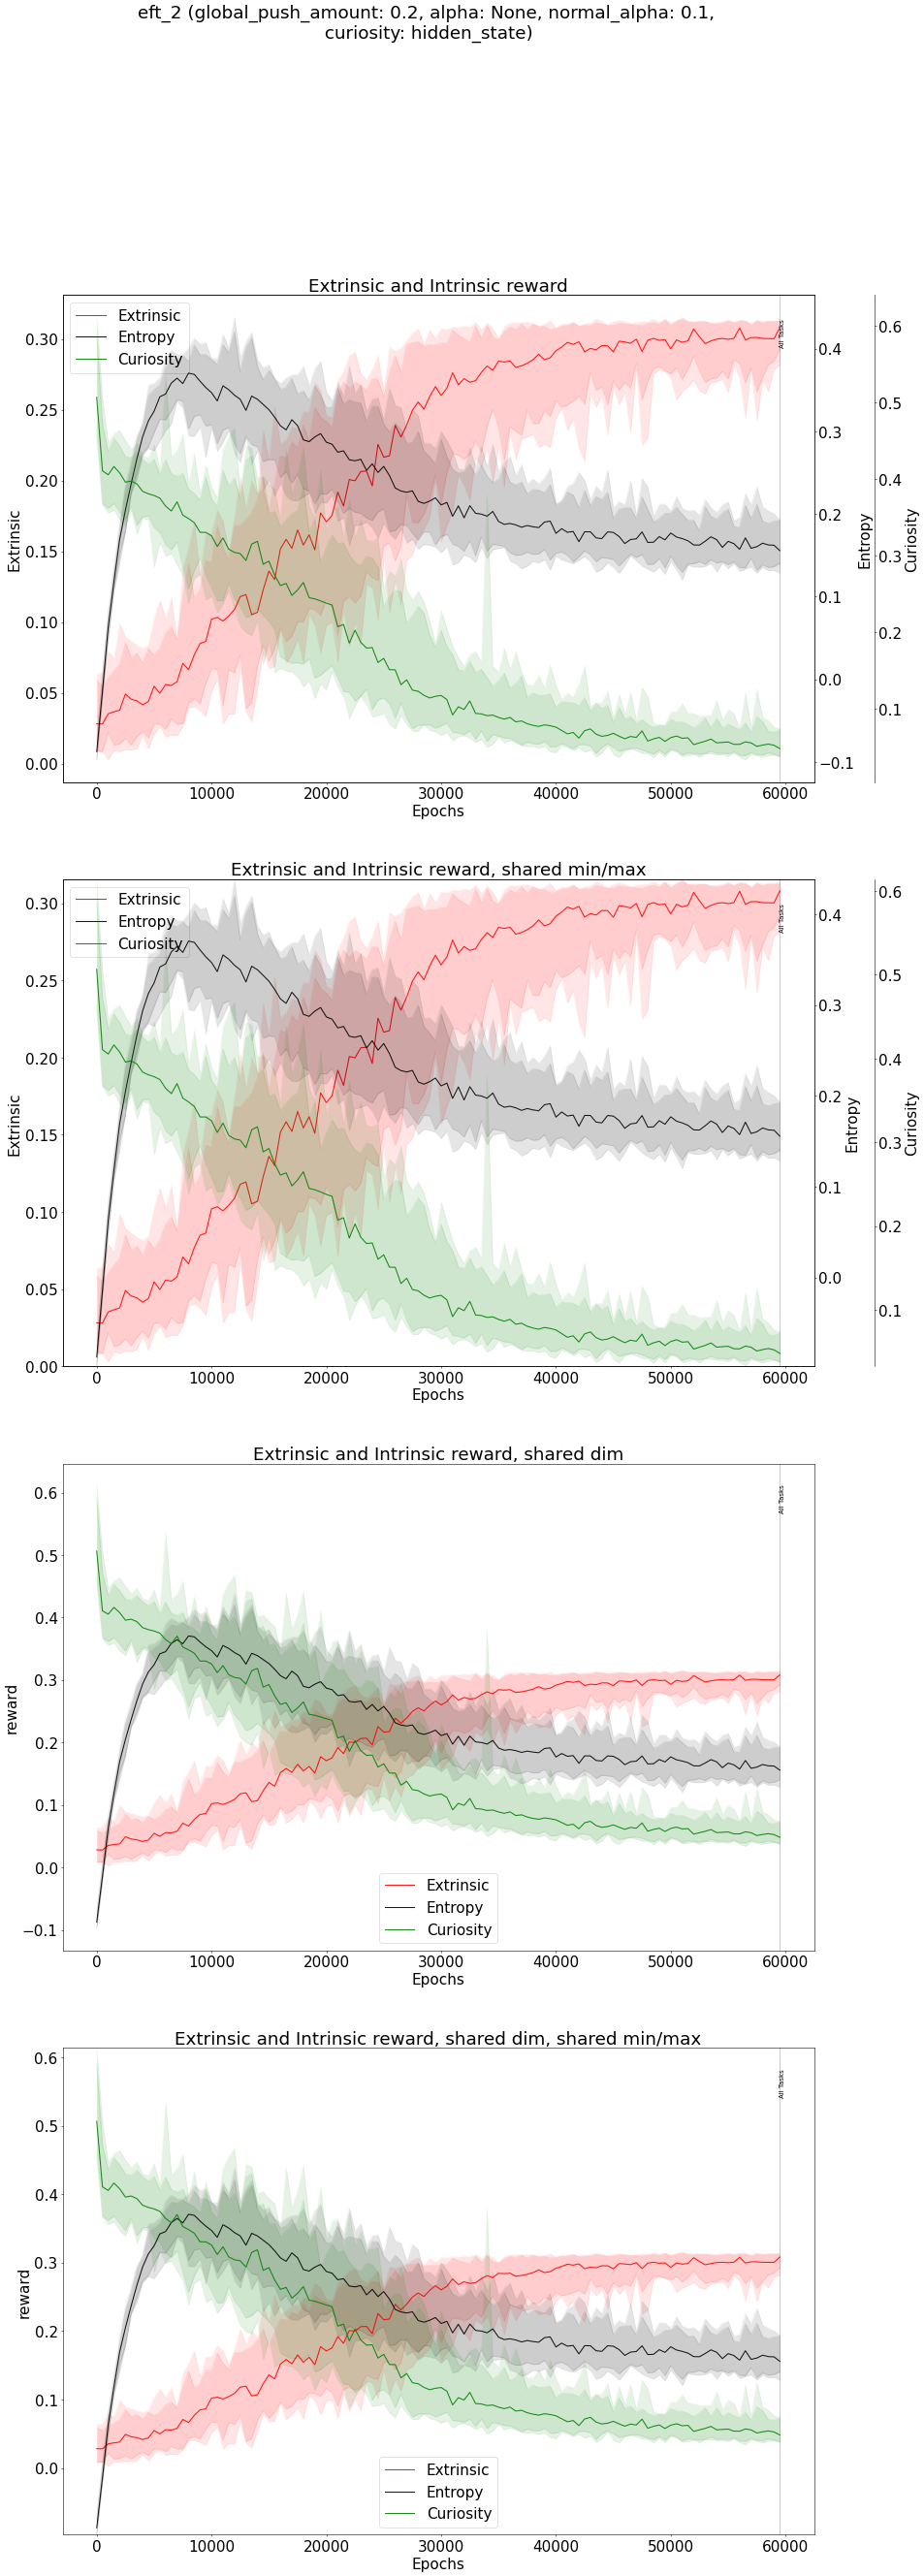 eft_2 (global_push_amount: 0.2, alpha: None, normal_alpha: 0.1,
curiosity: hidden_state)
Extrinsic and Intrinsic reward
Extrinsic
Entropy
Curiosity
All Tasks
0.30
0.25
0.20
0.15
0.10
0.05
0.00
Extrinsic
0.4
0.3
0.2
0.1
0.0
−0.1
Entropy
0.6
0.5
0.4
0.3
0.2
0.1
Curiosity
0 10000 20000 30000 40000 50000 60000
Epochs
Extrinsic and Intrinsic reward, shared min/max
Extrinsic
Entropy
Curiosity
All Tasks
0.30
0.25
0.20
0.15
0.10
0.05
0.00
Extrinsic
0.4
0.3
0.2
0.1
0.0
Entropy
0.6
0.5
0.4
0.3
0.2
0.1
Curiosity
0 10000 20000 30000 40000 50000 60000
Epochs
Extrinsic and Intrinsic reward, shared dim
All Tasks
0.6
0.5
0.4
0.3
0.2
0.1
0.0
−0.1
reward
Extrinsic
Entropy
Curiosity
0 10000 20000 30000 40000 50000 60000
Epochs
Extrinsic and Intrinsic reward, shared dim, shared min/max
All Tasks
0.6
0.5
0.4
0.3
0.2
0.1
0.0
reward
Extrinsic
Entropy
Curiosity
0 10000 20000 30000 40000 50000 60000
Epochs